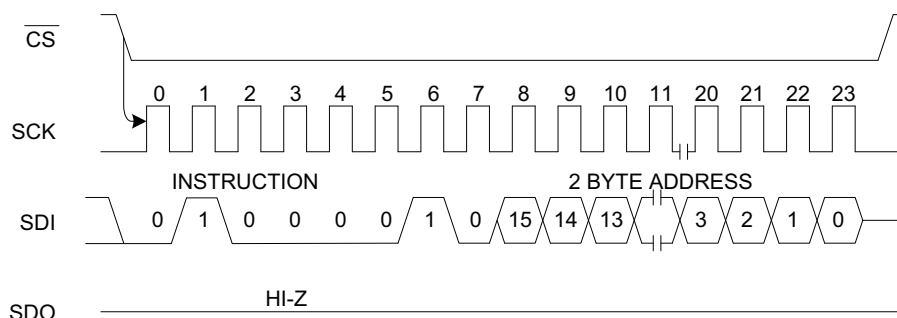 CS
0 1 2 3 4 5 6 7 8 9 10 11 20 21 22 23
SCK
INSTRUCTION 2 BYTE ADDRESS
SDI 0 1 0 0 0 0 1 0 15 14 13 3 2 1 0
HI-Z
SDO